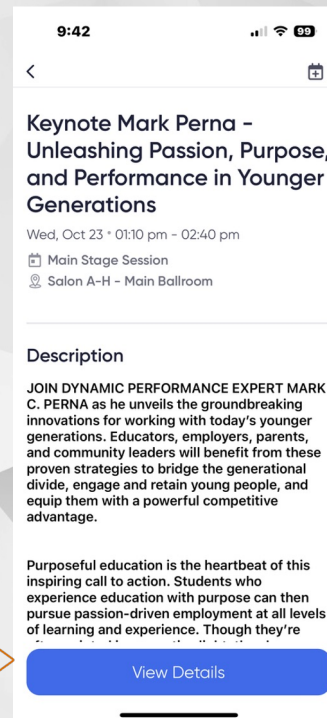 9:42
99
Keynote Mark Perna -
Unleashing Passion, Purpose,
and Performance in Younger
Generations
Wed, Oct 23 • 01:10 pm - 02:40 pm
Main Stage Session
Salon A-H - Main Ballroom
Description
JOIN DYNAMIC PERFORMANCE EXPERT MARK
C. PERNA as he unveils the groundbreaking
innovations for working with today's younger
generations. Educators, employers, parents,
and community leaders will benefit from these
proven strategies to bridge the generational
divide, engage and retain young people, and
equip them with a powerful competitive
advantage.
Purposeful education is the heartbeat of this
inspiring call to action. Students who
experience education with purpose can then
pursue passion-driven employment at all levels
of learning and experience. Though they're
View Details